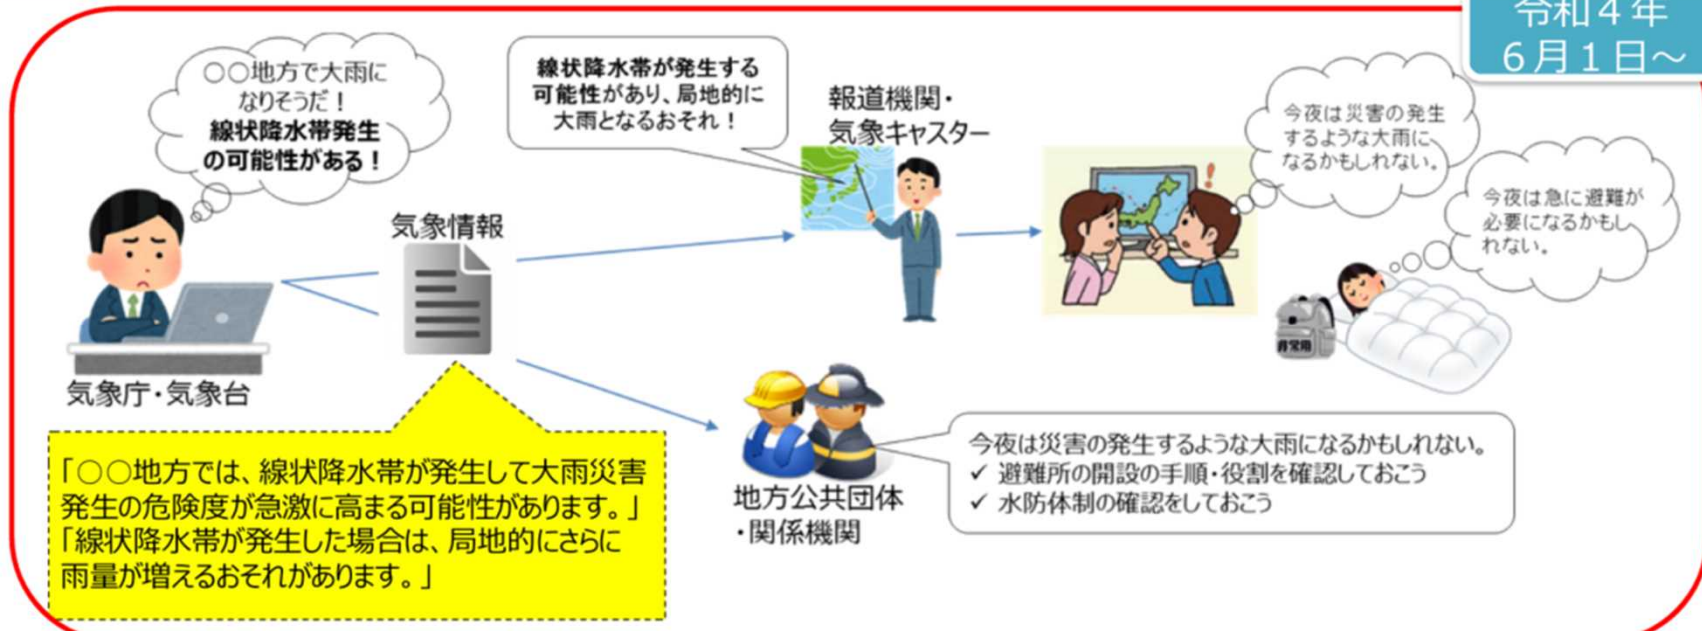 令和４年
６月１日～
○○地方で大雨に
なりそうだ！
線状降水帯発生
の可能性がある！
線状降水帯が発生する
可能性があり、局地的に
大雨となるおそれ！
報道機関・
気象キャスター
今夜は災害の発生
するような大雨に
なるかもしれない。
今夜は急に避難が
必要になるかもし
れない。
気象情報
非常用
気象庁・気象台
「○○地方では、線状降水帯が発生して大雨災害
発生の危険度が急激に高まる可能性があります。」
「線状降水帯が発生した場合は、局地的にさらに
雨量が増えるおそれがあります。」
地方公共団体
・関係機関
今夜は災害の発生するような大雨になるかもしれない。
✓ 避難所の開設の手順・役割を確認しておこう
✓ 水防体制の確認をしておこう